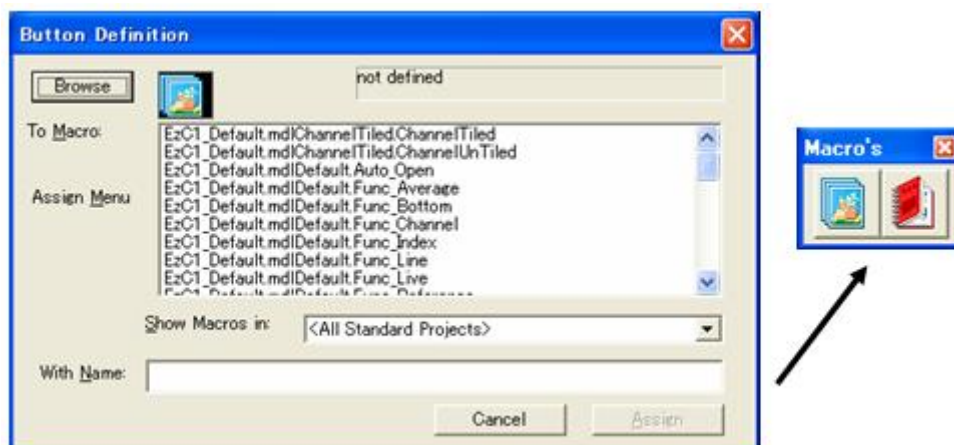 Button Definition
Browse
not defined
To Macro:
EzC1_Default.mdlChannelTiled.ChannelTiled
EzC1_Default.mdlChannelTiled.ChannelUnTiled
EzC1_Default.mdlDefault.Auto_Open
EzC1_Default.mdlDefault.Func_Average
EzC1_Default.mdlDefault.Func_Bottom
EzC1_Default.mdlDefault.Func_Channel
EzC1_Default.mdlDefault.Func_Index
EzC1_Default.mdlDefault.Func_Line
EzC1_Default.mdlDefault.Func_Live
Assign Menu
Show Macros in:
<All Standard Projects>
With Name:
Cancel
Assign
Macro's